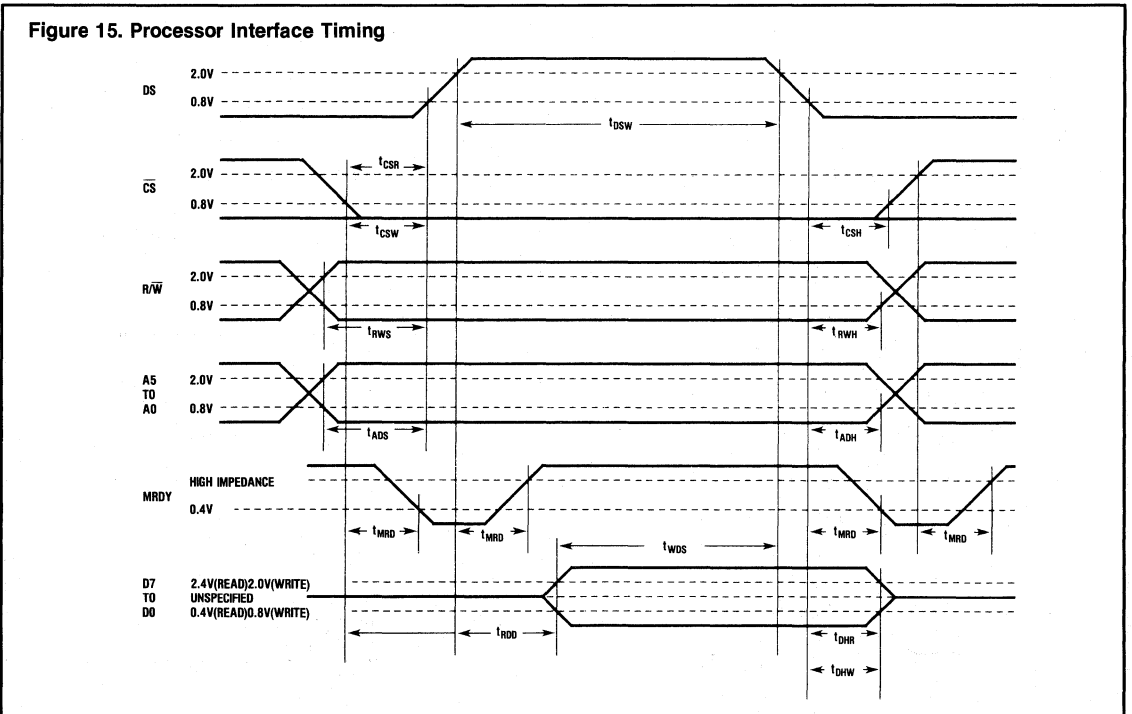 Figure 15. Processor Interface Timing
DS
2.0V
0.8V
tDSW
CS
2.0V
0.8V
tCSR
tCSW
tCSH
R/W
2.0V
0.8V
tRWS
tRWH
A5
TO
A0
2.0V
0.8V
tADS
tADH
MRDY
HIGH IMPEDANCE
0.4V
tMRD
tMRD
tMRD
tMRD
tWDS
D7 2.4V(READ)2.0V(WRITE)
TO UNSPECIFIED
D0 0.4V(READ)0.8V(WRITE)
tRDD
tDHR
tDHW